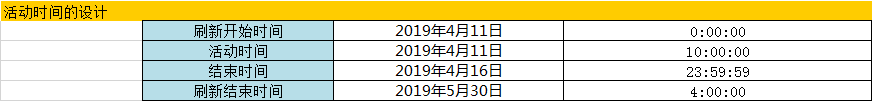 活动时间的设计
刷新开始时间 2019年4月11日 0:00:00
活动时间 2019年4月11日 10:00:00
结束时间 2019年4月16日 23:59:59
刷新结束时间 2019年5月30日 4:00:00